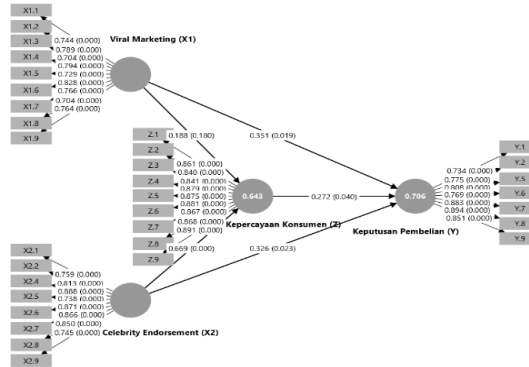 X1.1
X1.2
X1.3
X1.4
X1.5
X1.6
X1.7
X1.8
X1.9
0.744 (0.000)
0.789 (0.000)
0.704 (0.000)
0.794 (0.000)
0.729 (0.000)
0.828 (0.000)
0.766 (0.000)
0.704 (0.000)
0.764 (0.000)
Viral Marketing (X1)
0.188 (0.180)
0.351 (0.019)
Z.1
Z.2
Z.3
Z.4
Z.5
Z.6
Z.7
Z.8
Z.9
0.861 (0.000)
0.840 (0.000)
0.841 (0.000)
0.879 (0.000)
0.875 (0.000)
0.881 (0.000)
0.867 (0.000)
0.868 (0.000)
0.891 (0.000)
0.643
Kepercayaan Konsumen (Z)
0.272 (0.040)
0.706
Keputusan Pembelian (Y)
0.734 (0.000)
0.775 (0.000)
0.808 (0.000)
0.769 (0.000)
0.883 (0.000)
0.894 (0.000)
0.851 (0.000)
Y.1
Y.2
Y.5
Y.6
Y.7
Y.8
Y.9
0.669 (0.000)
0.326 (0.023)
X2.1
X2.2
X2.4
X2.5
X2.6
X2.7
X2.8
X2.9
0.759 (0.000)
0.813 (0.000)
0.888 (0.000)
0.738 (0.000)
0.871 (0.000)
0.866 (0.000)
0.850 (0.000)
0.745 (0.000)
Celebrity Endorsement (X2)